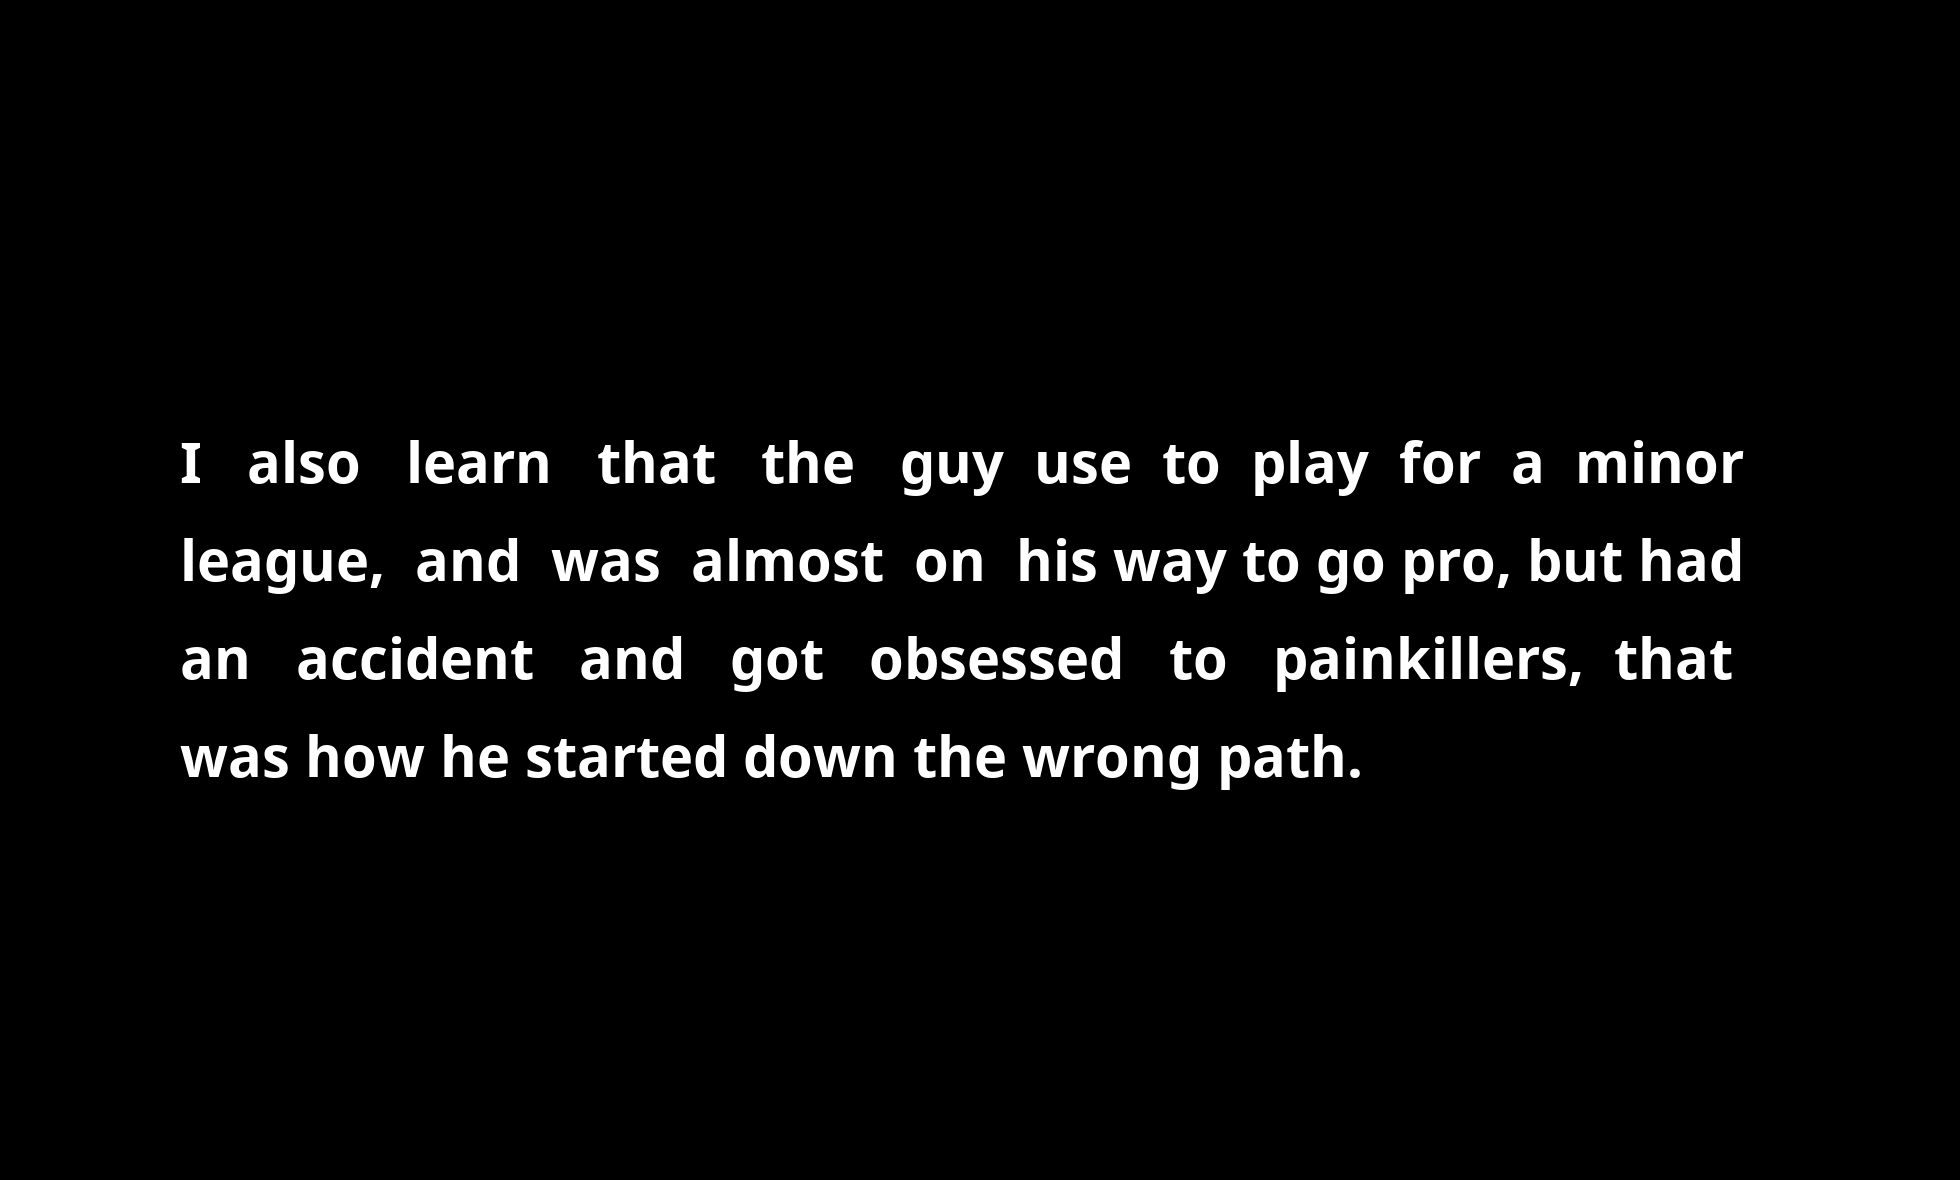 I also learn that the guy use to play for a minor
league, and was almost on his way to go pro, but had
an accident and got obsessed to painkillers, that
was how he started down the wrong path.